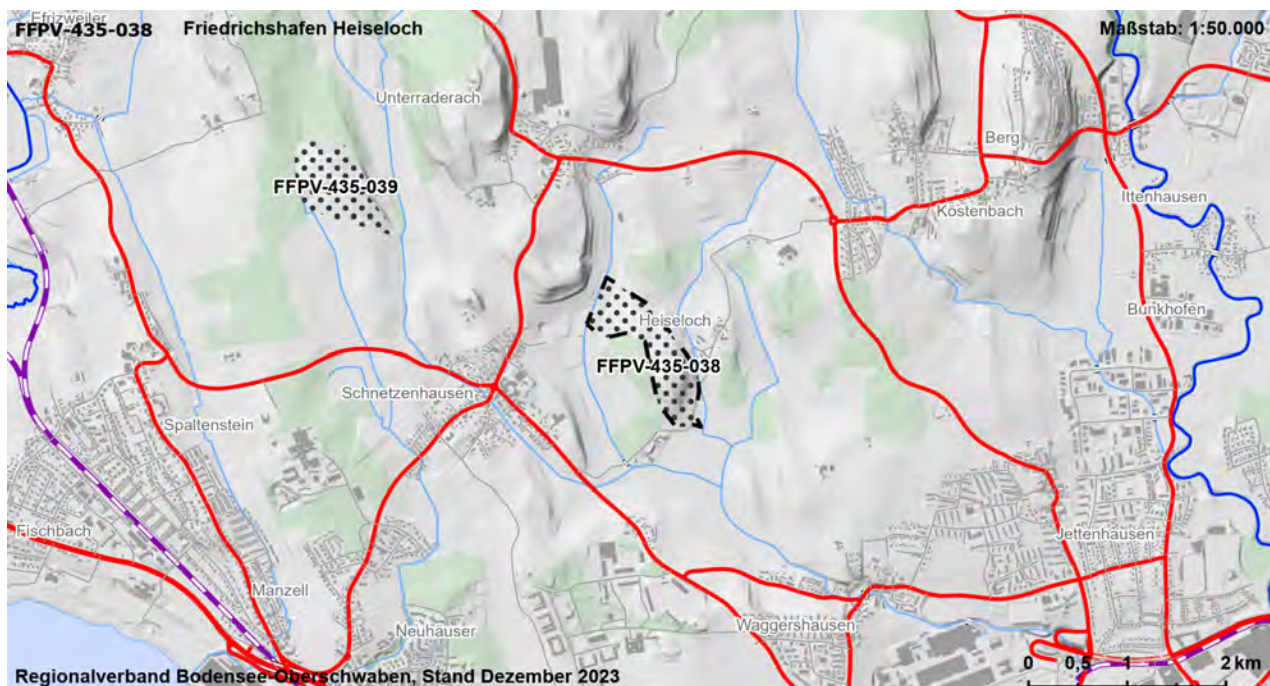 Efrizweiler
FFPV-435-038 Friedrichshafen Heiseloch
Maßstab: 1:50.000
Unterraderach
Berg
FFPV-435-039
Ittenhausen
Kostenbach
Bunkhofen
Heiseloch
FFPV-435-038
Schnetzenhausen
Spaltenstein
Fischbach
Jettenhausen
Manzell
Neuhäuser
Waggershausen
0 0,5 1 2 km
Regionalverband Bodensee-Oberschwaben, Stand Dezember 2023